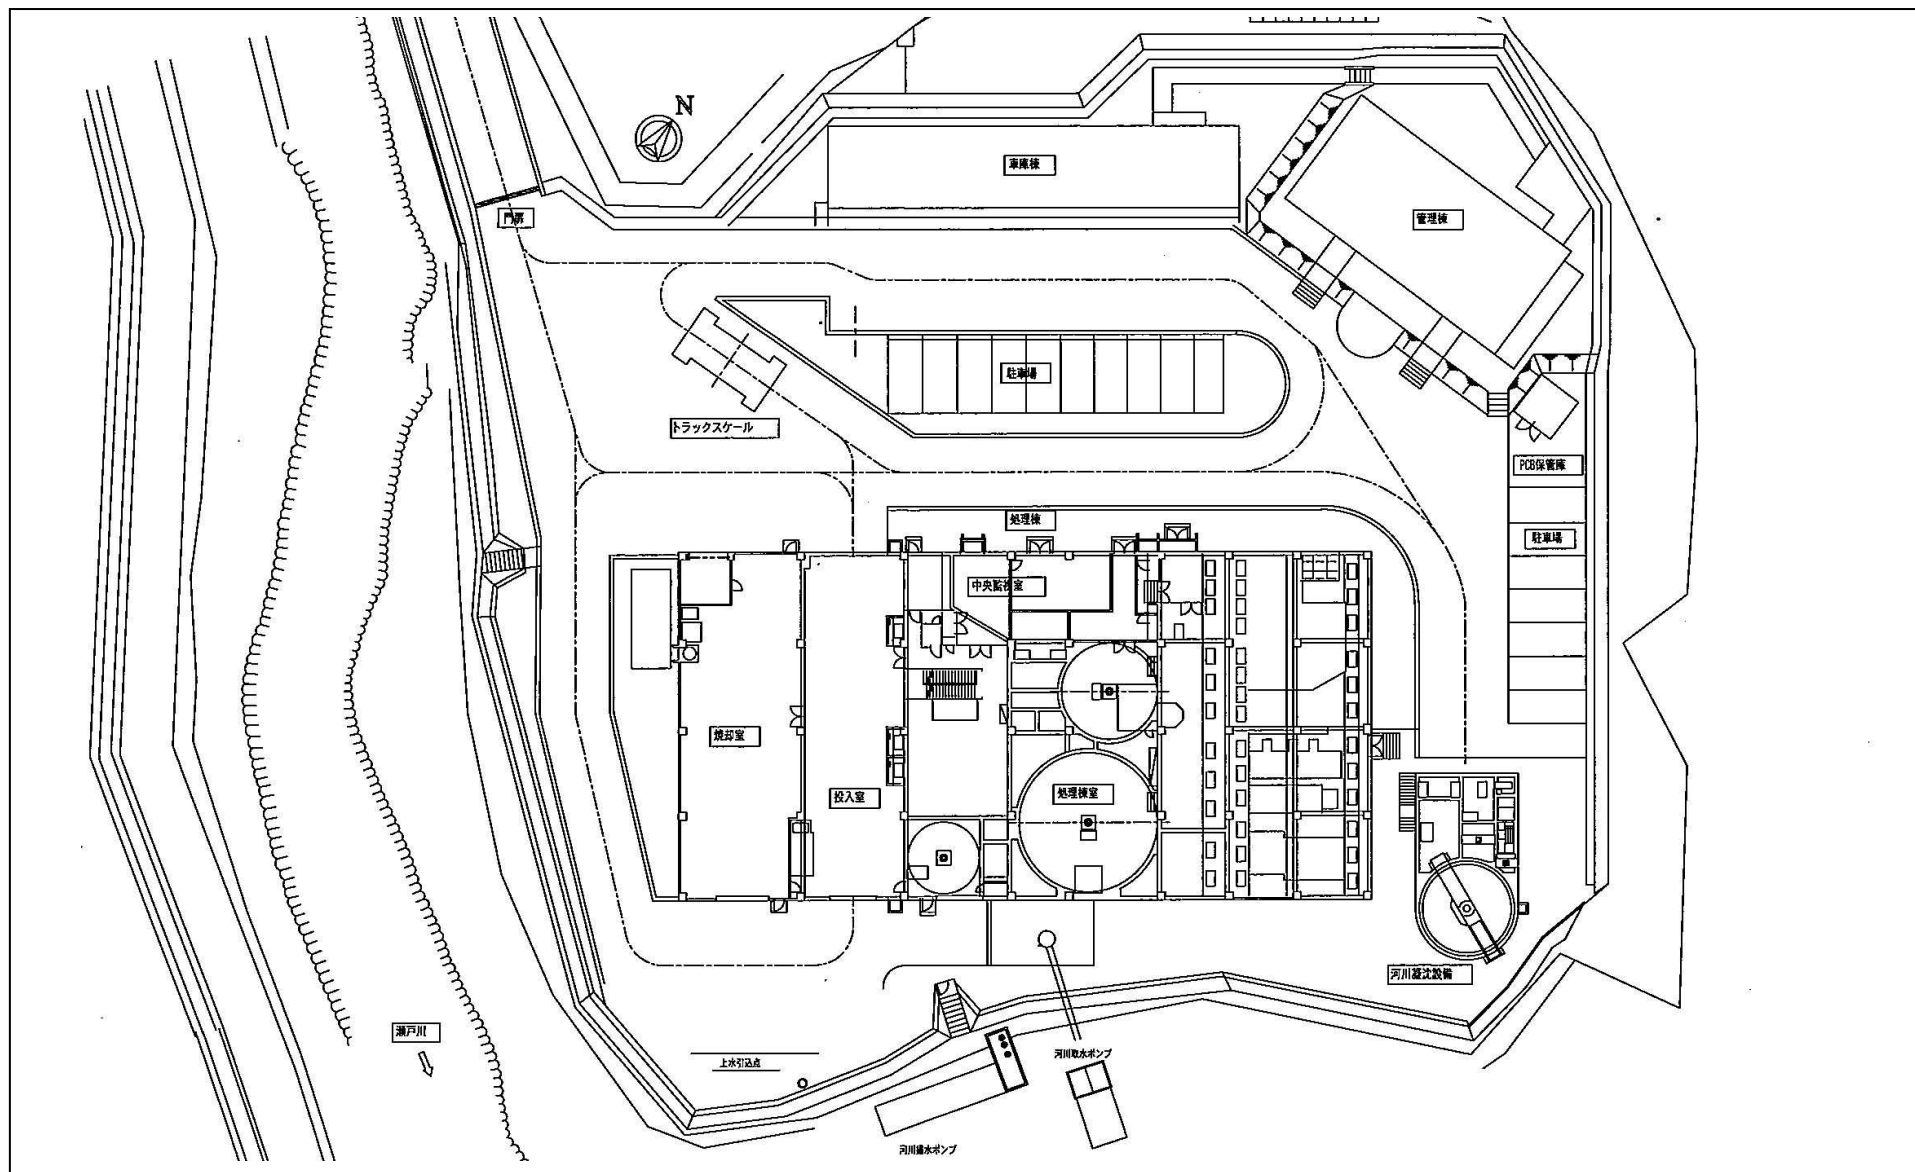 N
車庫棟
門扉
管理棟
駐車場
トラックスケール
PCB保管庫
処理棟
駐車場
中央監視室
焼却室
投入室
処理棟室
河川凝沈設備
瀬戸川
上水引込点
河川取水ポンプ
河川揚水ポンプ